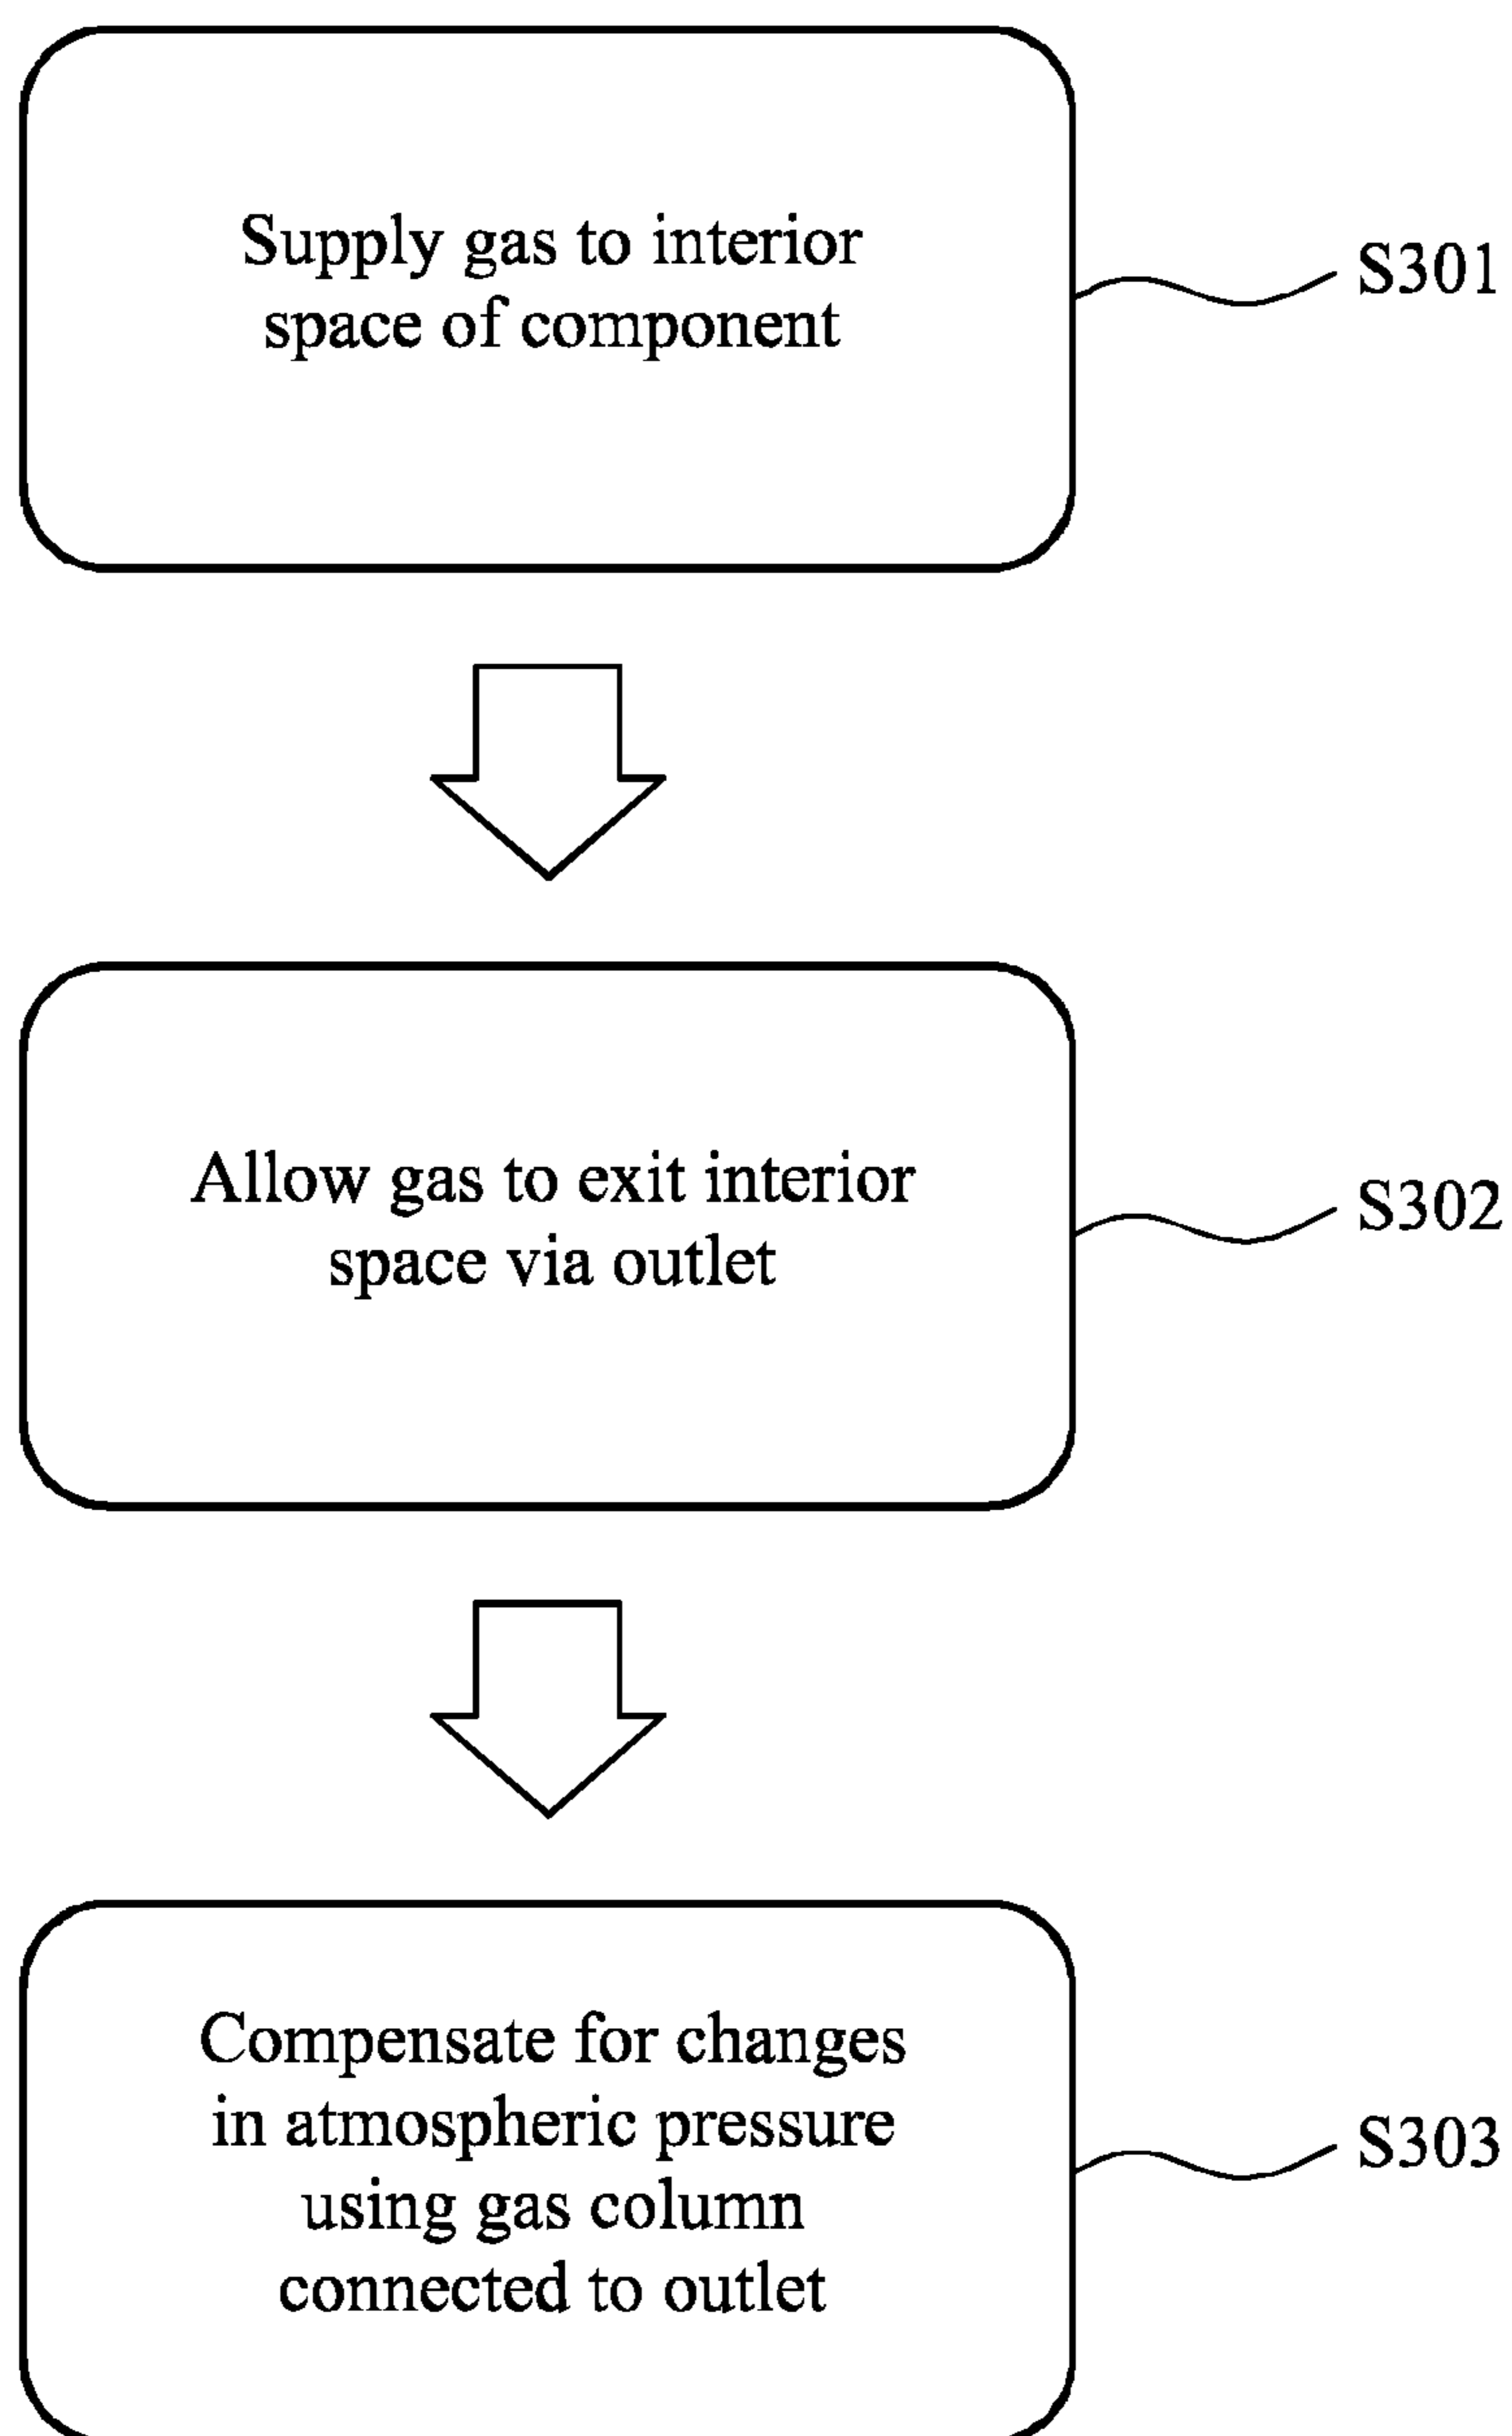 Supply gas to interior
space of component
S301
Allow gas to exit interior
space via outlet
S302
Compensate for changes
in atmospheric pressure
using gas column
connected to outlet
S303